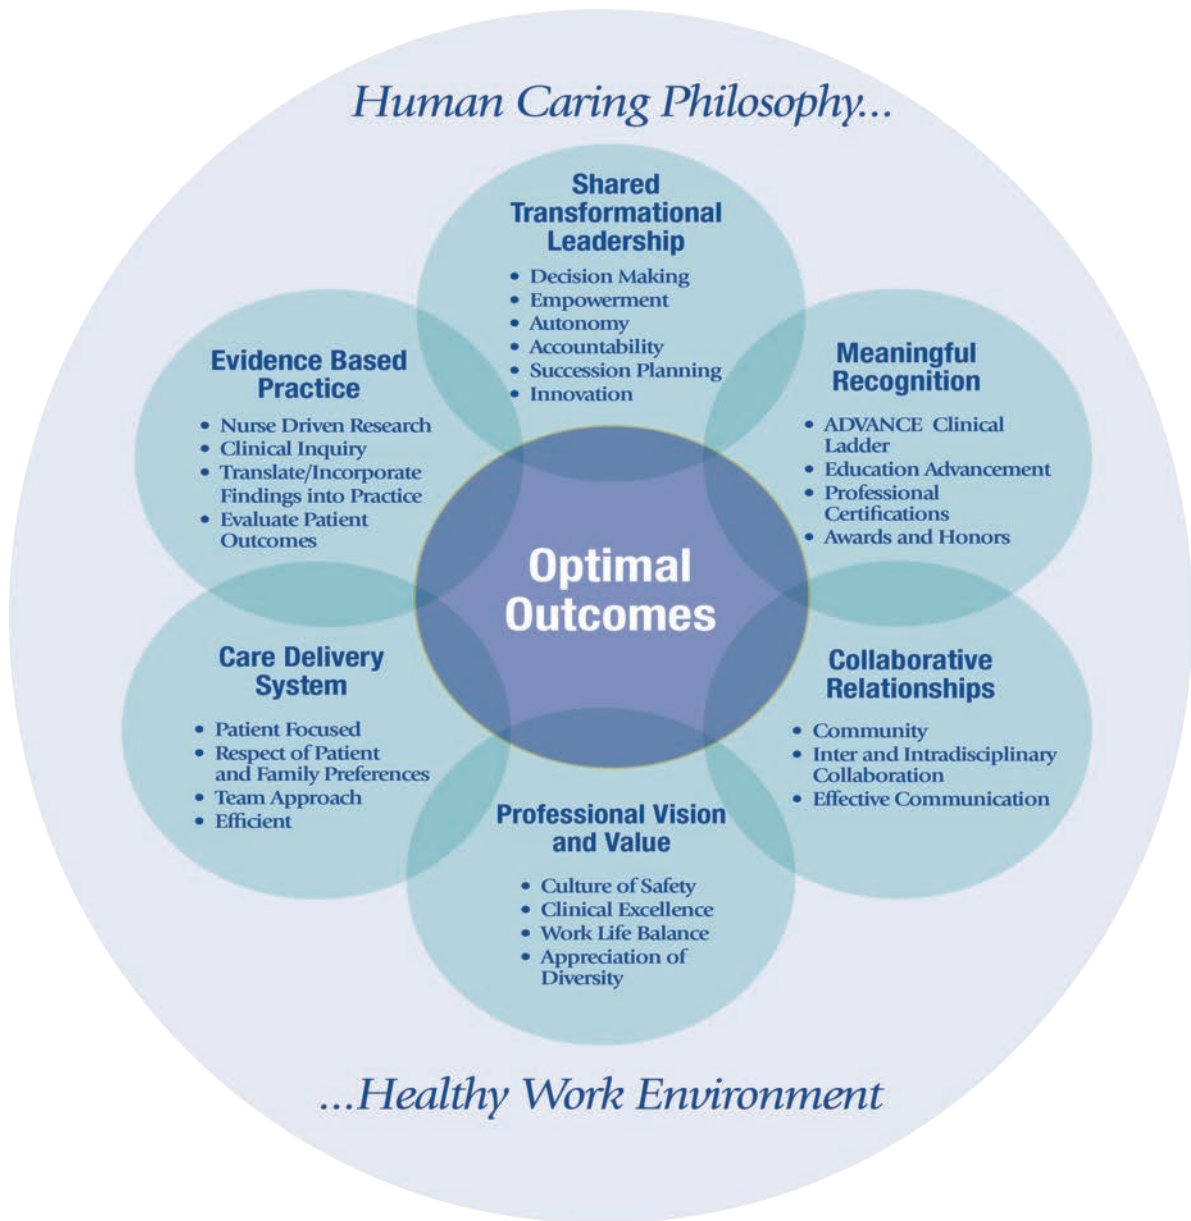 Human Caring Philosophy...
Shared
Transformational
Leadership
• Decision Making
• Empowerment
• Autonomy
• Accountability
• Succession Planning
• Innovation
Evidence Based
Practice
• Nurse Driven Research
• Clinical Inquiry
• Translate/Incorporate
Findings into Practice
• Evaluate Patient
Outcomes
Meaningful
Recognition
• ADVANCE Clinical
Ladder
• Education Advancement
• Professional
Certifications
• Awards and Honors
Optimal
Outcomes
Care Delivery
System
• Patient Focused
• Respect of Patient
and Family Preferences
• Team Approach
• Efficient
Collaborative
Relationships
• Community
• Inter and Intradisciplinary
Collaboration
• Effective Communication
Professional Vision
and Value
• Culture of Safety
• Clinical Excellence
• Work Life Balance
• Appreciation of
Diversity
...Healthy Work Environment